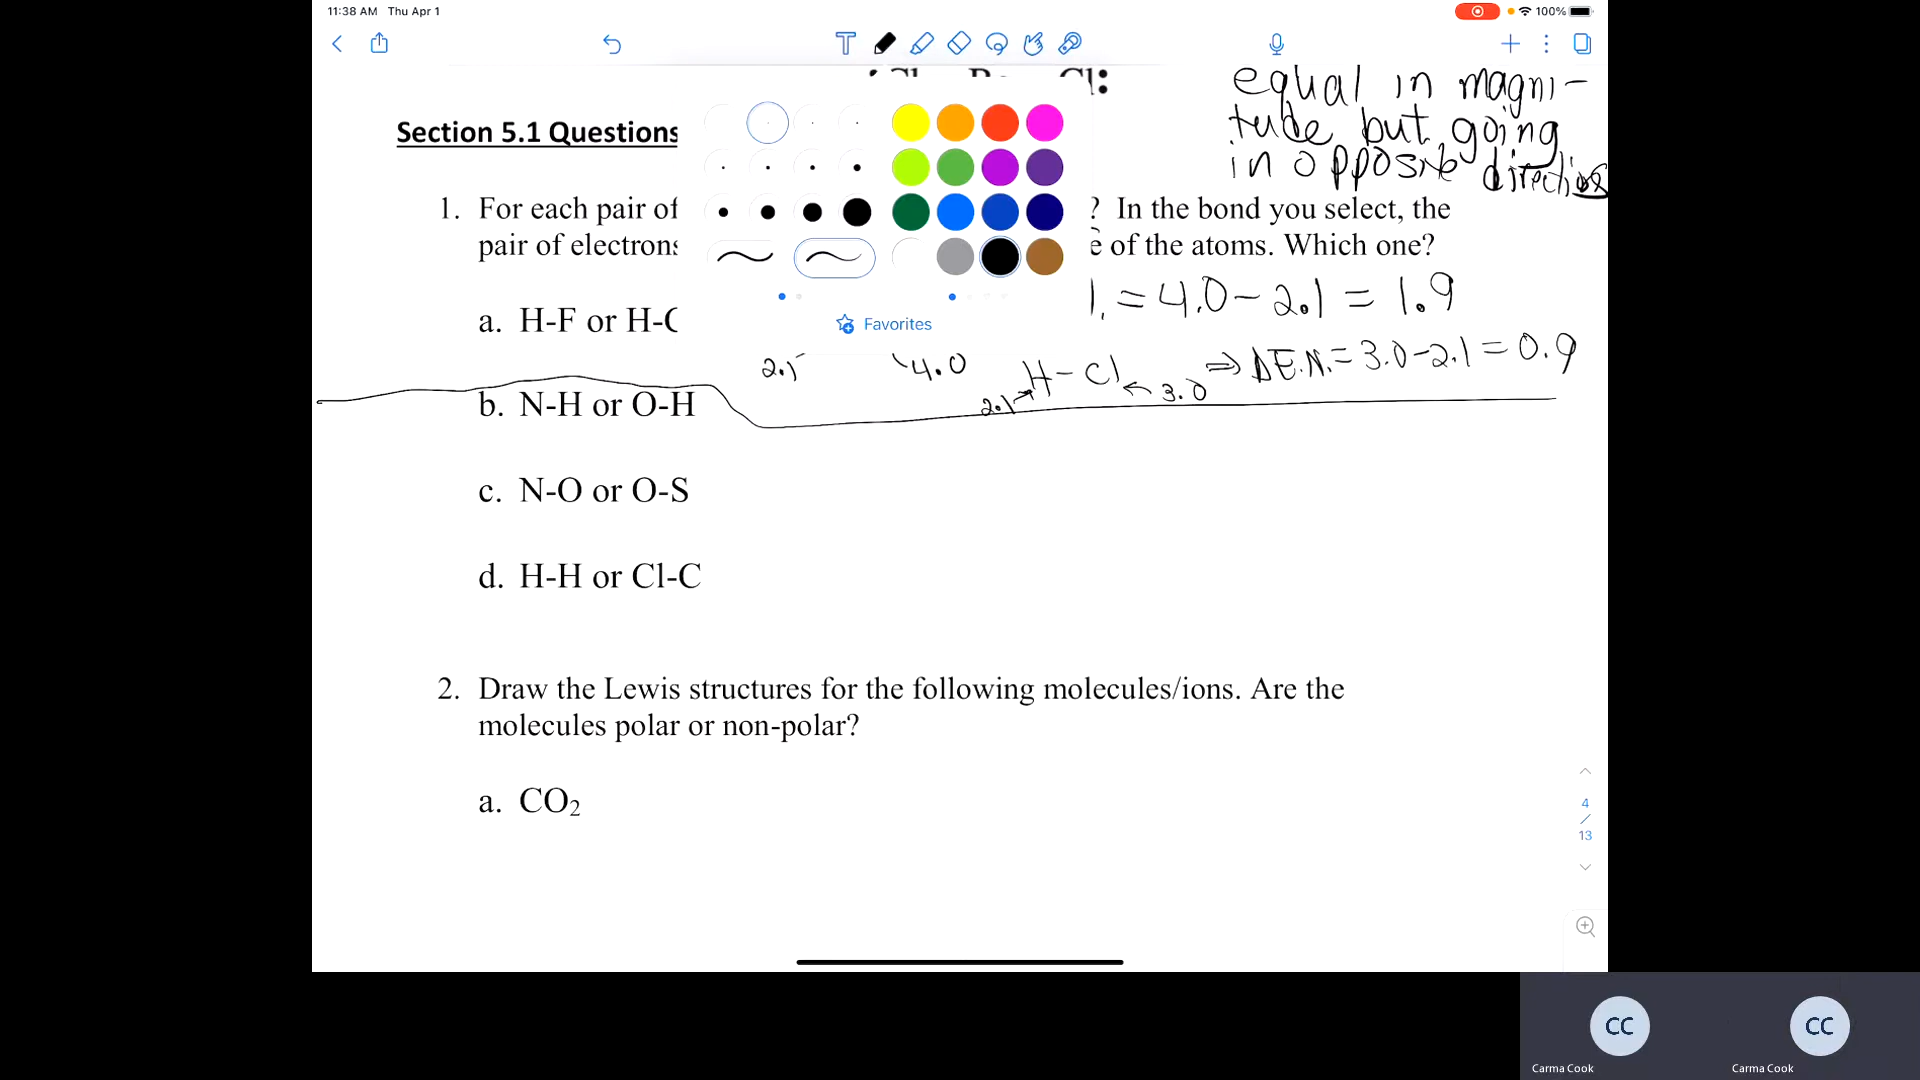 11:38 AM Thu Apr 1
100%
equal in magni-
tude but going
in opposite directions
Section 5.1 Questions
1. For each pair of ? In the bond you select, the
pair of electrons e of the atoms. Which one?
= 4.0 - 2.1 = 1.9
a. H-F or H-C
Favorites
2.1 4.0 H-Cl ⇒ ΔE.N. = 3.0-2.1 = 0.9
2.1 → ← 3.0
b. N-H or O-H
c. N-O or O-S
d. H-H or Cl-C
2. Draw the Lewis structures for the following molecules/ions. Are the
molecules polar or non-polar?
a. CO₂
4
/
13
CC CC
Carma Cook Carma Cook